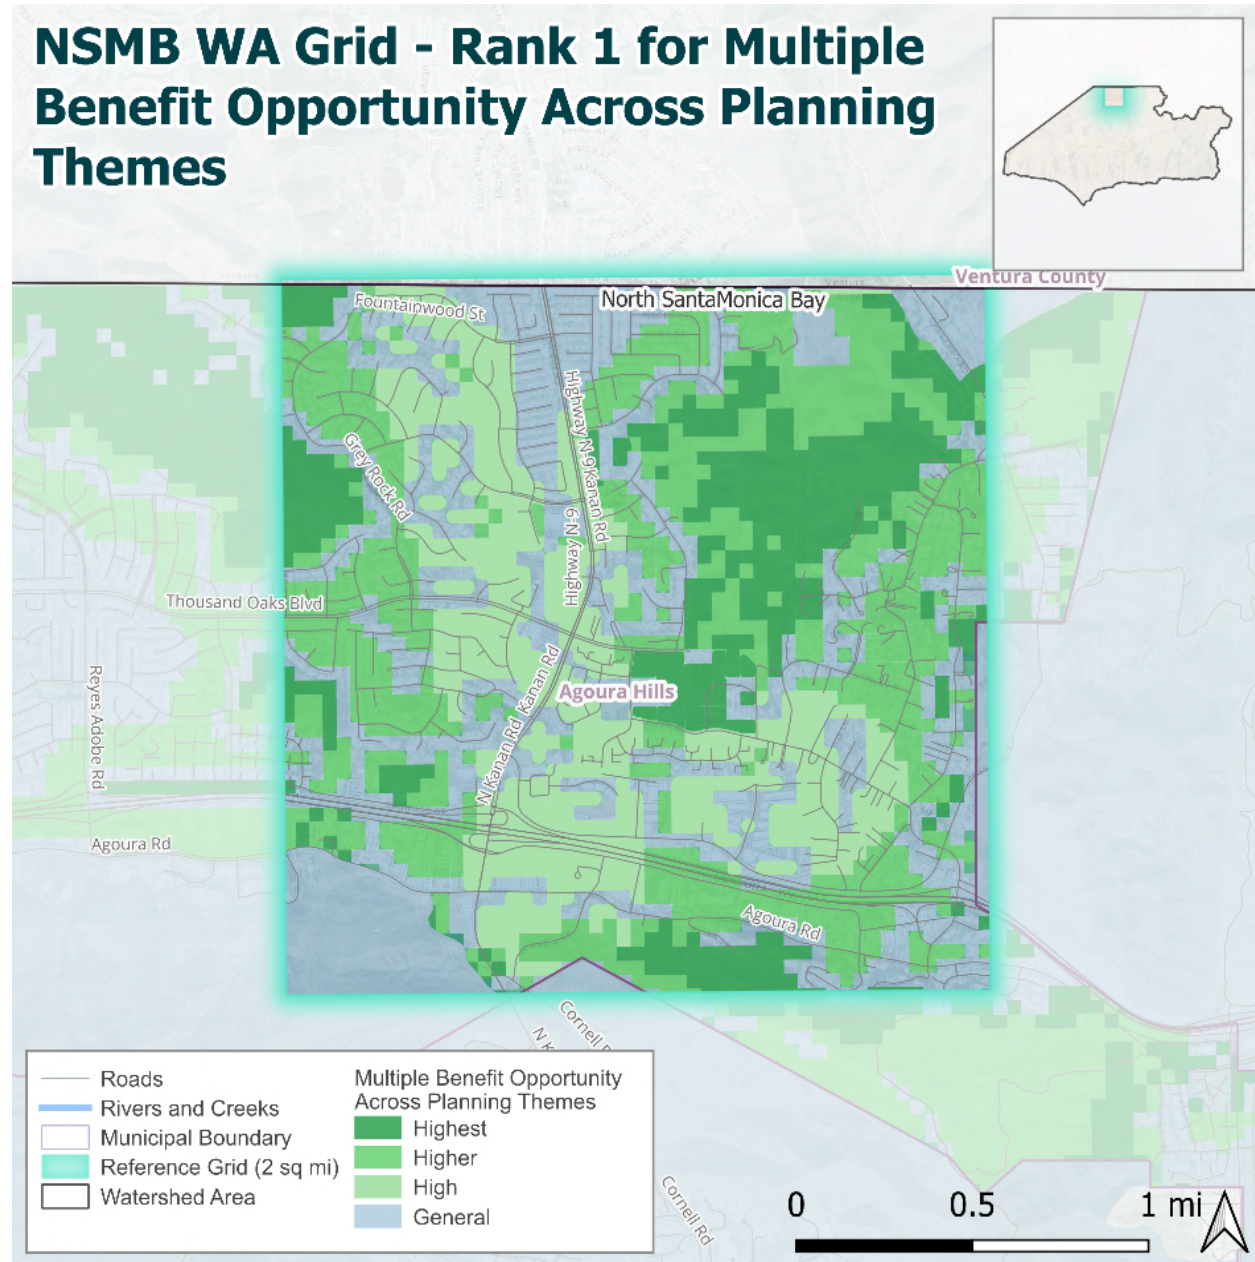 NSMB WA Grid - Rank 1 for Multiple
Benefit Opportunity Across Planning
Themes
Ventura County
Ventura
North SantaMonica Bay
Fountainwood St
Highway N-9
Kanan Rd
Grey Rock Rd
Highway N-9
Thousand Oaks Blvd
Kanan Rd
Agoura Hills
Reyes Adobe Rd
N Kanan Rd
Agoura Rd
Agoura Rd
Cornell
N K
Cornell Rd
Roads
Rivers and Creeks
Municipal Boundary
Reference Grid (2 sq mi)
Watershed Area
Multiple Benefit Opportunity
Across Planning Themes
Highest
Higher
High
General
0 0.5 1 mi